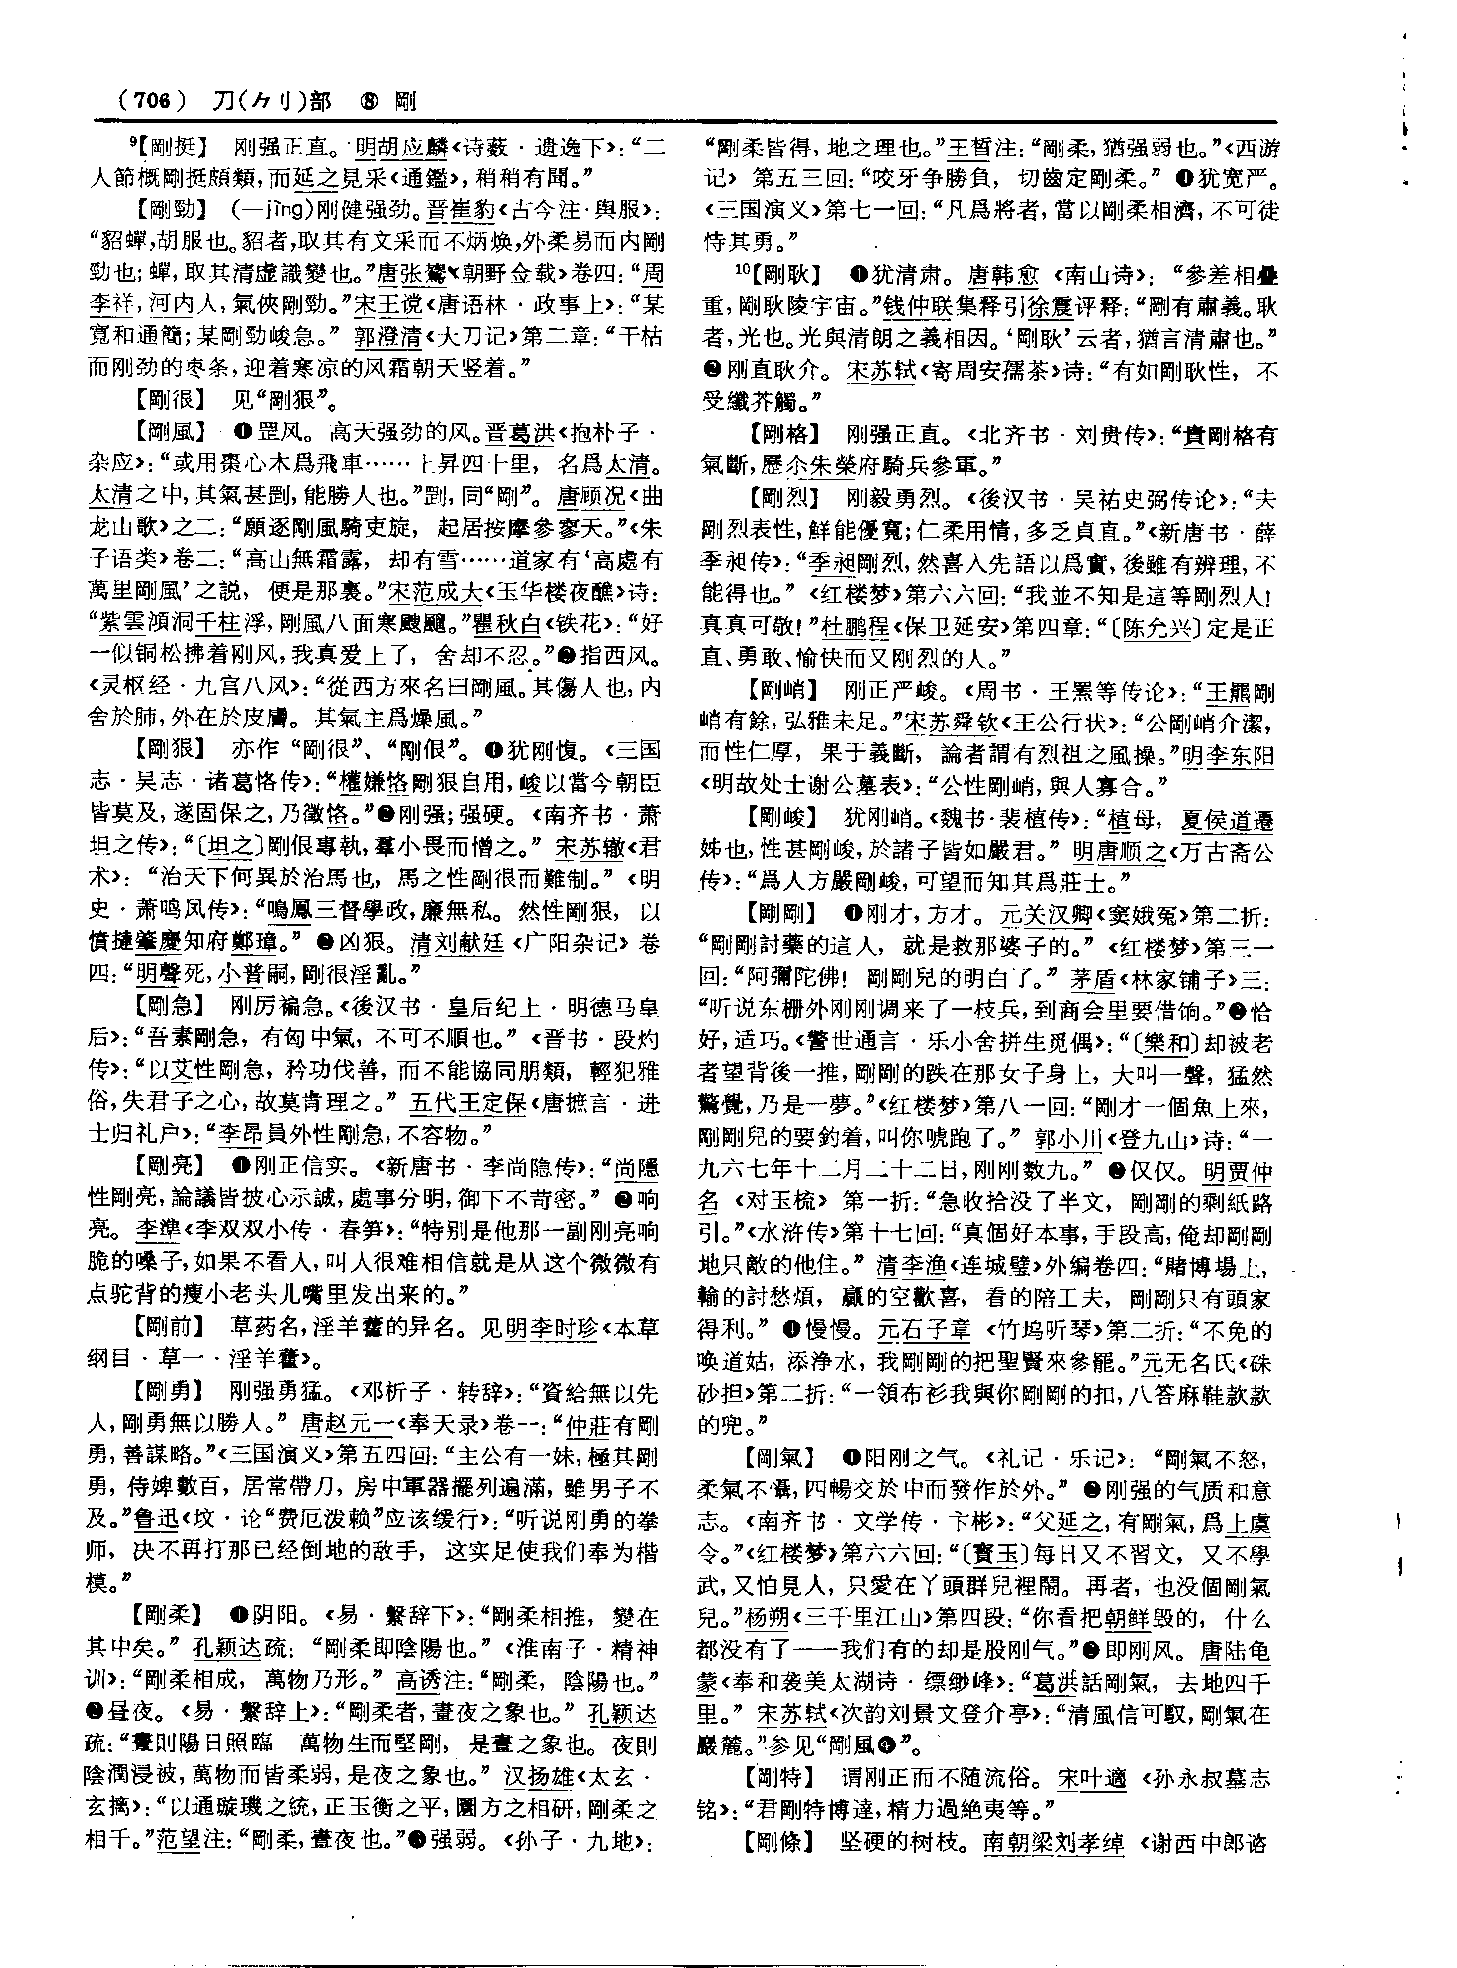 (706) 刀(⺈刂)部 ⑧ 剛
⁹【剛挺】 刚强正直。明胡应麟《诗薮·遗逸下》：“二
人節概剛挺頗類，而延之見采《通鑑》，稍稍有聞。”
【剛勁】 (—jìng)刚健强劲。晋崔豹《古今注·舆服》：
“貂蟬，胡服也。貂者，取其有文采而不炳焕，外柔易而内剛
勁也；蟬，取其清虚識變也。”唐张鷟《朝野佥载》卷四：“周
李祥，河内人，氣俠剛勁。”宋王谠《唐语林·政事上》：“某
寬和通簡；某剛勁峻急。” 郭澄清《大刀记》第二章：“干枯
而刚劲的枣条，迎着寒凉的风霜朝天竖着。”
【剛很】 见“剛狠”。
【剛風】 ❶罡风。高天强劲的风。晋葛洪《抱朴子·
杂应》：“或用棗心木爲飛車……上昇四十里，名爲太清。
太清之中，其氣甚𠛳，能勝人也。”𠛳，同“剛”。 唐顾况《曲
龙山歌》之二：“願逐剛風騎吏旋，起居按摩參寥天。”《朱
子语类》卷二：“高山無霜露，却有雪……道家有‘高處有
萬里剛風’之説，便是那裏。”宋范成大《玉华楼夜醮》诗：
“紫雲澒洞千柱浮，剛風八面寒颼飀。”瞿秋白《铁花》：“好
一似铜松拂着刚风，我真爱上了，舍却不忍。”❷指西风。
《灵枢经·九宫八风》：“從西方來名曰剛風。其傷人也，内
舍於肺，外在於皮膚。其氣主爲燥風。”
【剛狠】 亦作“剛很”、“剛佷”。❶犹刚愎。《三国
志·吴志·诸葛恪传》：“權嫌恪剛狠自用，峻以當今朝臣
皆莫及，遂固保之，乃徵恪。”❷刚强；强硬。《南齐书·萧
坦之传》：“〔坦之〕剛佷專執，羣小畏而憎之。” 宋苏辙《君
术》：“治天下何異於治馬也，馬之性剛很而難制。”《明
史·萧鸣凤传》：“鳴鳳三督學政，廉無私。然性剛狠，以
憤撻肇慶知府鄭璋。” ❸凶狠。清刘献廷《广阳杂记》卷
四：“明聲死，小普嗣，剛很淫亂。”
【剛急】 刚厉褊急。《後汉书·皇后纪上·明德马皇
后》：“吾素剛急，有匈中氣，不可不順也。”《晋书·段灼
传》：“以艾性剛急，矜功伐善，而不能協同朋類，輕犯雅
俗，失君子之心，故莫肯理之。” 五代王定保《唐摭言·进
士归礼户》：“李昂員外性剛急，不容物。”
【剛亮】 ❶刚正信实。《新唐书·李尚隐传》：“尚隱
性剛亮，論議皆披心示誠，處事分明，御下不苛密。” ❷响
亮。李準《李双双小传·春笋》：“特别是他那一副刚亮响
脆的嗓子，如果不看人，叫人很难相信就是从这个微微有
点驼背的瘦小老头儿嘴里发出来的。”
【剛前】 草药名，淫羊藿的异名。见明李时珍《本草
纲目·草一·淫羊藿》。
【剛勇】 刚强勇猛。《邓析子·转辞》：“資給無以先
人，剛勇無以勝人。” 唐赵元一《奉天录》卷一：“仲莊有剛
勇，善謀略。”《三国演义》第五四回：“主公有一妹，極其剛
勇，侍婢數百，居常帶刀，房中軍器擺列遍滿，雖男子不
及。”鲁迅《坟·论“费厄泼赖”应该缓行》：“听说刚勇的拳
师，决不再打那已经倒地的敌手，这实足使我们奉为楷
模。”
【剛柔】 ❶阴阳。《易·繫辞下》：“剛柔相推，變在
其中矣。” 孔颖达疏：“剛柔即陰陽也。”《淮南子·精神
训》：“剛柔相成，萬物乃形。” 高诱注：“剛柔，陰陽也。”
❷昼夜。《易·繫辞上》：“剛柔者，晝夜之象也。” 孔颖达
疏：“晝則陽日照臨 萬物生而堅剛，是晝之象也。夜則
陰潤浸被，萬物而皆柔弱，是夜之象也。” 汉扬雄《太玄·
玄摛》：“以通璇璣之统，正玉衡之平，圜方之相研，剛柔之
相干。”范望注：“剛柔，晝夜也。”❸强弱。《孙子·九地》：
“剛柔皆得，地之理也。”王晳注：“剛柔，猶强弱也。”《西游
记》第五三回：“咬牙争勝負，切齒定剛柔。” ❹犹宽严。
《三国演义》第七一回：“凡爲將者，當以剛柔相濟，不可徒
恃其勇。”
¹⁰【剛耿】 ❶犹清肃。唐韩愈《南山诗》：“參差相疊
重，剛耿陵宇宙。”钱仲联集释引徐震评释：“剛有肅義。耿
者，光也。光與清朗之義相因。‘剛耿’云者，猶言清肅也。”
❷刚直耿介。宋苏轼《寄周安孺茶》诗：“有如剛耿性，不
受纖芥觸。”
【剛格】 刚强正直。《北齐书·刘贵传》：“貴剛格有
氣斷，歷尒朱榮府騎兵參軍。”
【剛烈】 刚毅勇烈。《後汉书·吴祐史弼传论》：“夫
剛烈表性，鮮能優寬；仁柔用情，多乏貞直。”《新唐书·薛
季昶传》：“季昶剛烈，然喜入先語以爲實，後雖有辨理，不
能得也。”《红楼梦》第六六回：“我並不知是這等剛烈人！
真真可敬！”杜鹏程《保卫延安》第四章：“〔陈允兴〕定是正
直、勇敢、愉快而又刚烈的人。”
【剛峭】 刚正严峻。《周书·王罴等传论》：“王羆剛
峭有餘，弘雅未足。”宋苏舜钦《王公行状》：“公剛峭介潔，
而性仁厚，果于義斷，論者謂有烈祖之風操。”明李东阳
《明故处士谢公墓表》：“公性剛峭，與人寡合。”
【剛峻】 犹刚峭。《魏书·裴植传》：“植母，夏侯道遷
姊也，性甚剛峻，於諸子皆如嚴君。” 明唐顺之《万古斋公
传》：“爲人方嚴剛峻，可望而知其爲莊士。”
【剛剛】 ❶刚才，方才。元关汉卿《窦娥冤》第二折：
“剛剛討藥的這人，就是救那婆子的。”《红楼梦》第三一
回：“阿彌陀佛！剛剛兒的明白了。” 茅盾《林家铺子》三：
“听说东栅外刚刚调来了一枝兵，到商会里要借饷。”❷恰
好，适巧。《警世通言·乐小舍拼生觅偶》：“〔樂和〕却被老
者望背後一推，剛剛的跌在那女子身上，大叫一聲，猛然
驚覺，乃是一夢。”《红楼梦》第八一回：“剛才一個魚上來，
剛剛兒的要釣着，叫你唬跑了。” 郭小川《登九山》诗：“一
九六七年十二月二十二日，刚刚数九。” ❸仅仅。明贾仲
名《对玉梳》第一折：“急收拾没了半文，剛剛的剩紙路
引。”《水浒传》第十七回：“真個好本事，手段高，俺却剛剛
地只敵的他住。” 清李渔《连城璧》外编卷四：“賭博場上，
輸的討愁煩，贏的空歡喜，看的陪工夫，剛剛只有頭家
得利。” ❹慢慢。元石子章《竹坞听琴》第二折：“不免的
唤道姑，添浄水，我剛剛的把聖賢來參罷。”元无名氏《硃
砂担》第二折：“一領布衫我與你剛剛的扣，八答麻鞋款款
的兜。”
【剛氣】 ❶阳刚之气。《礼记·乐记》：“剛氣不怒，
柔氣不懾，四暢交於中而發作於外。” ❷刚强的气质和意
志。《南齐书·文学传·卞彬》：“父延之，有剛氣，爲上虞
令。”《红楼梦》第六六回：“〔寶玉〕每日又不習文，又不學
武，又怕見人，只愛在丫頭群兒裡鬧。再者，也没個剛氣
兒。”杨朔《三千里江山》第四段：“你看把朝鲜毁的，什么
都没有了——我们有的却是股刚气。”❸即刚风。唐陆龟
蒙《奉和袭美太湖诗·缥缈峰》：“葛洪話剛氣，去地四千
里。” 宋苏轼《次韵刘景文登介亭》：“清風信可馭，剛氣在
巖麓。”参见“剛風❶”。
【剛特】 谓刚正而不随流俗。宋叶適《孙永叔墓志
铭》：“君剛特博達，精力過絶夷等。”
【剛條】 坚硬的树枝。南朝梁刘孝绰《谢西中郎谘